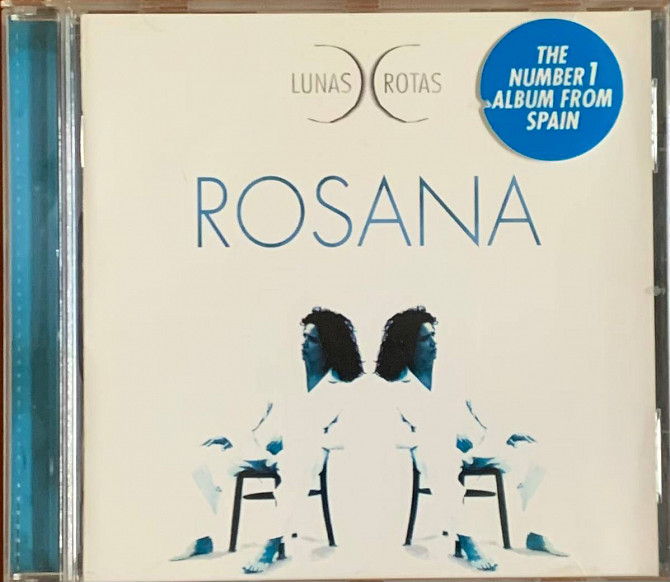 LUNAS ROTAS
THE
NUMBER 1
ALBUM FROM
SPAIN
ROSANA